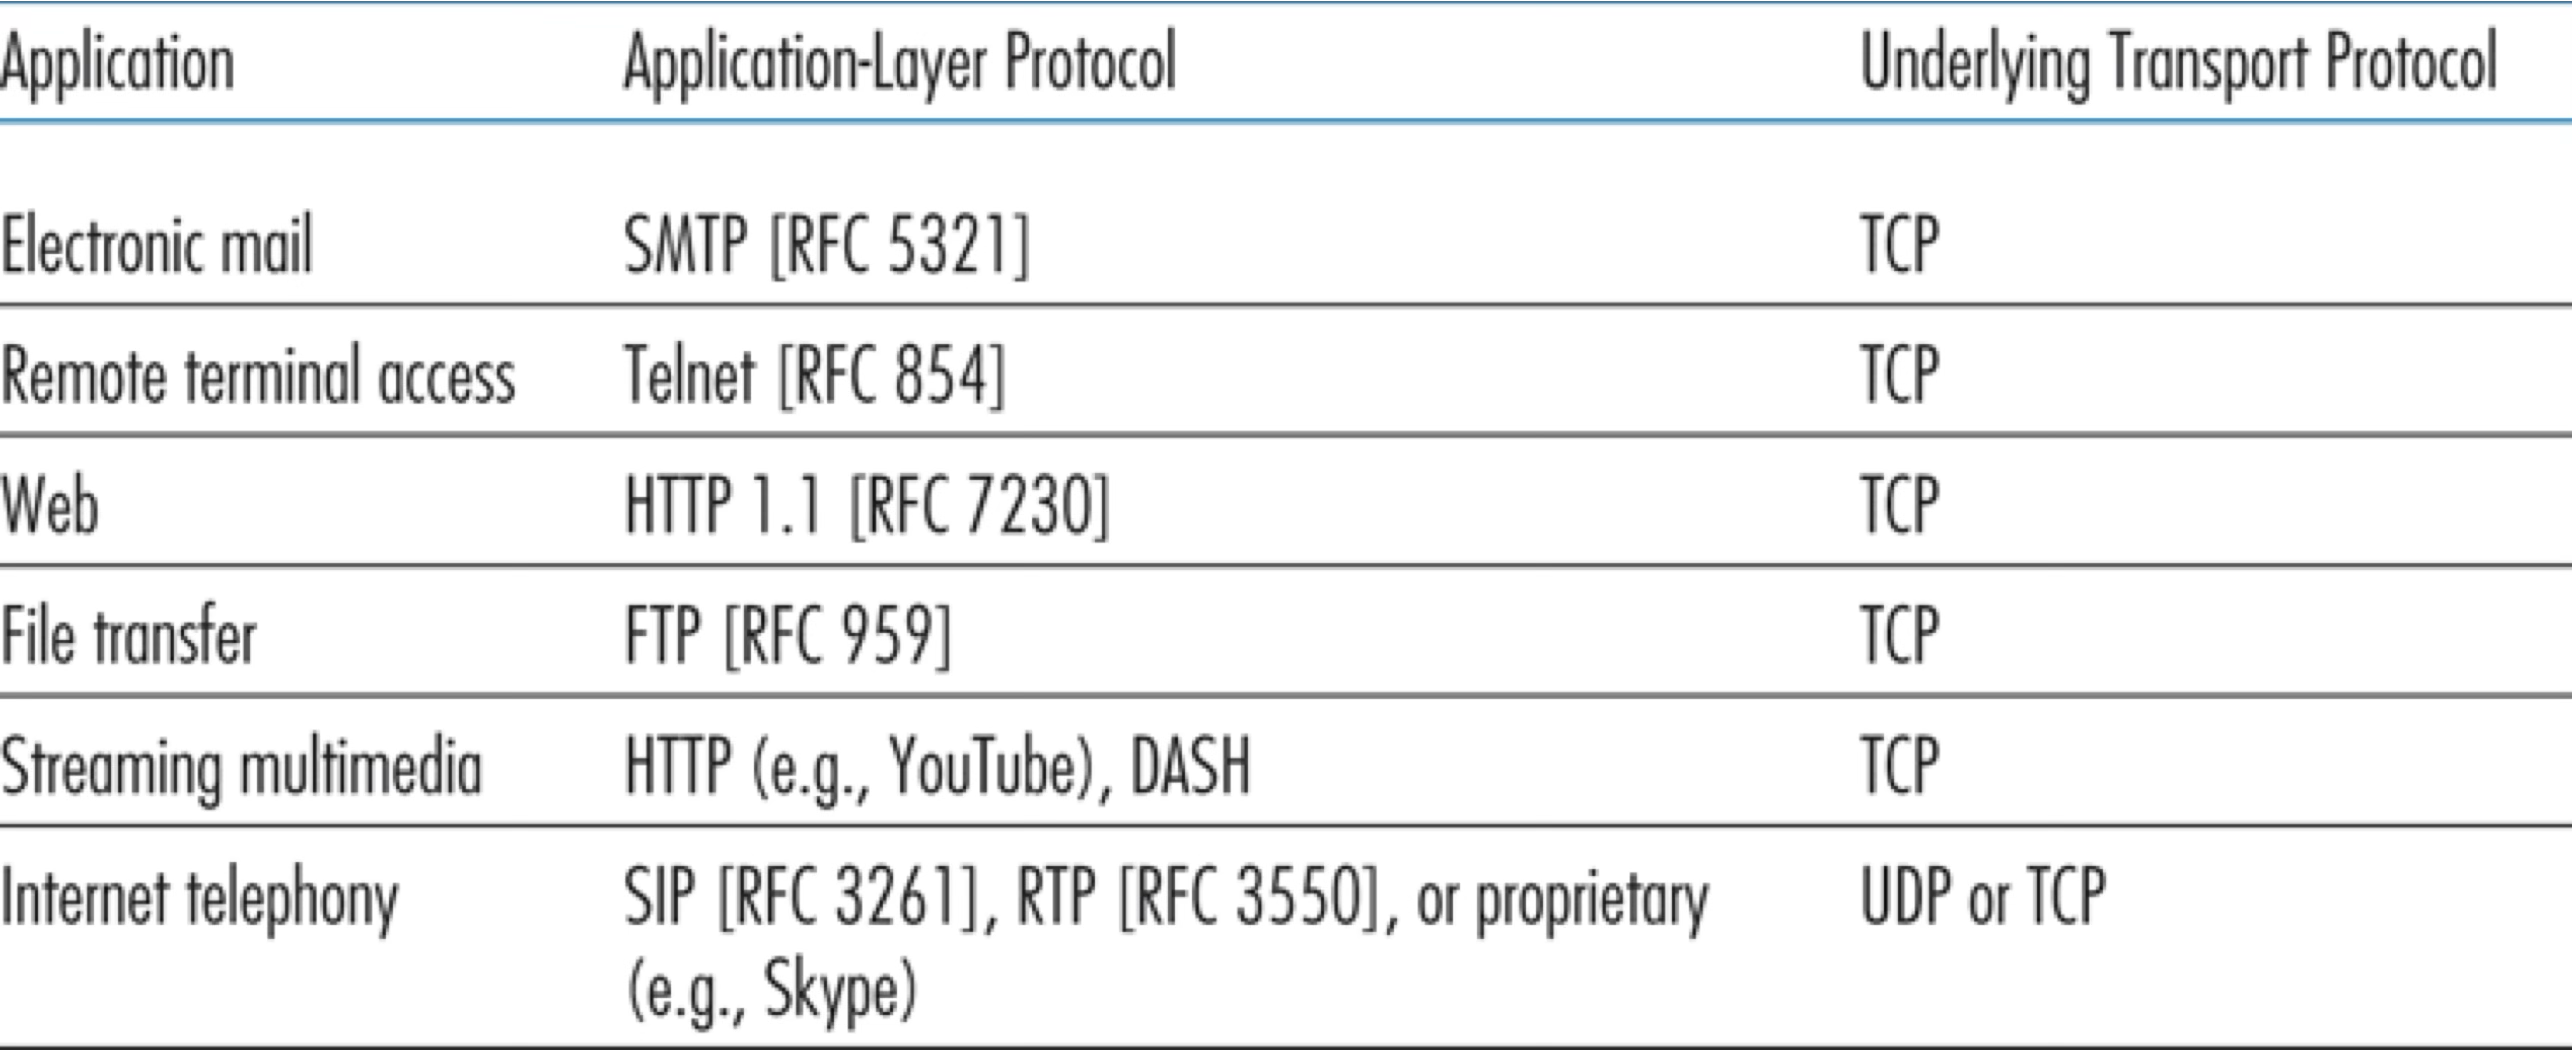 Application Application-Layer Protocol Underlying Transport Protocol
Electronic mail SMTP [RFC 5321] TCP
Remote terminal access Telnet [RFC 854] TCP
Web HTTP 1.1 [RFC 7230] TCP
File transfer FTP [RFC 959] TCP
Streaming multimedia HTTP (e.g., YouTube), DASH TCP
Internet telephony SIP [RFC 3261], RTP [RFC 3550], or proprietary UDP or TCP
(e.g., Skype)